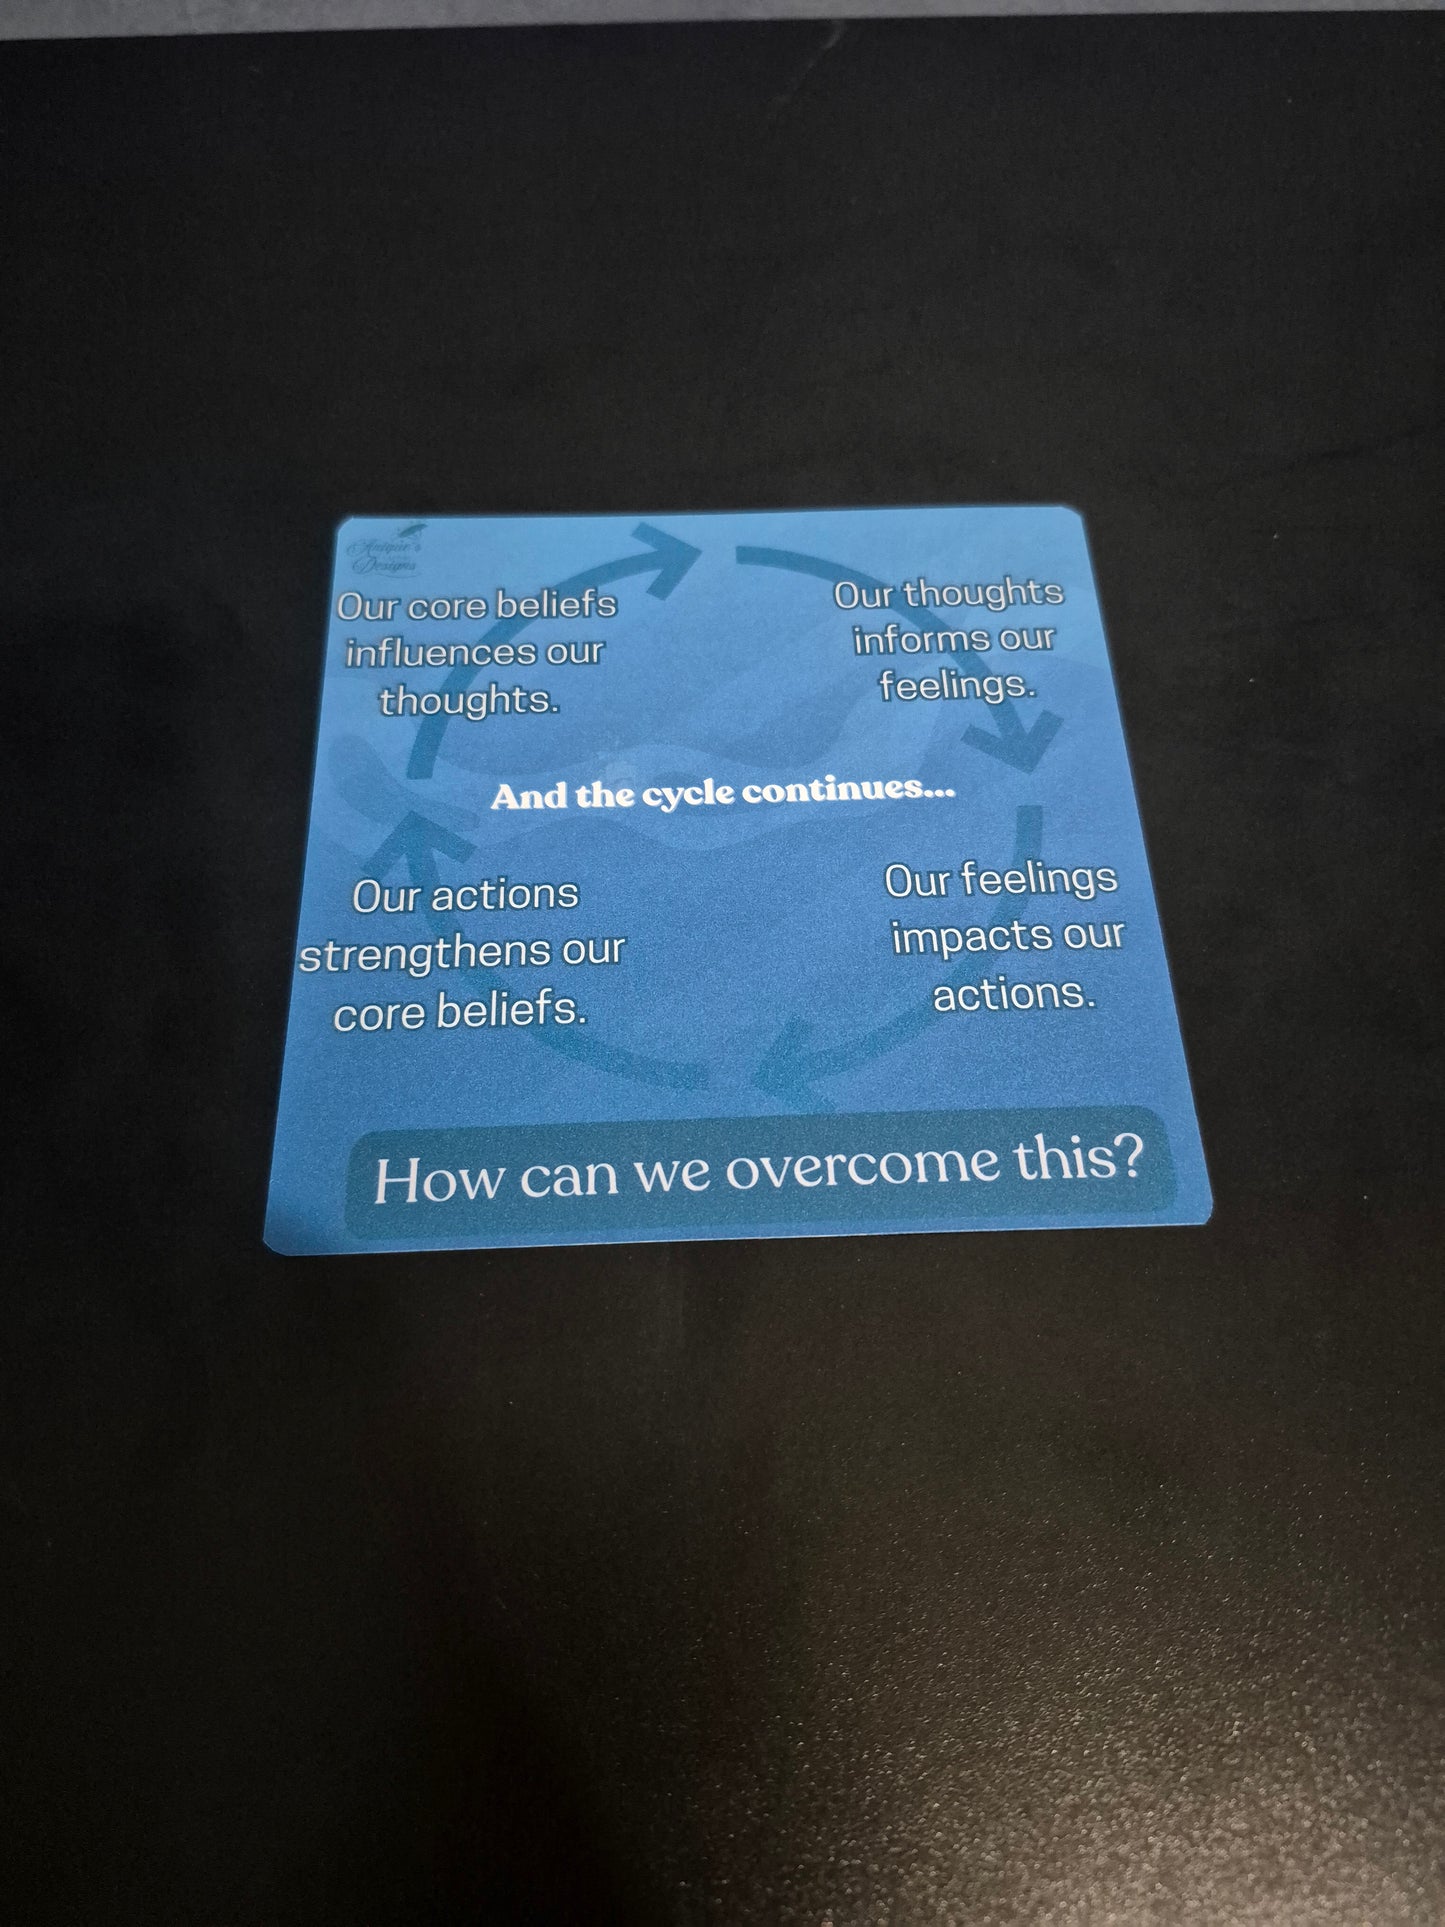 Designs
Our core beliefs
influences our
thoughts.
Our thoughts
informs our
feelings.
And the cycle continues...
Our actions
strengthens our
core beliefs.
Our feelings
impacts our
actions.
How can we overcome this?